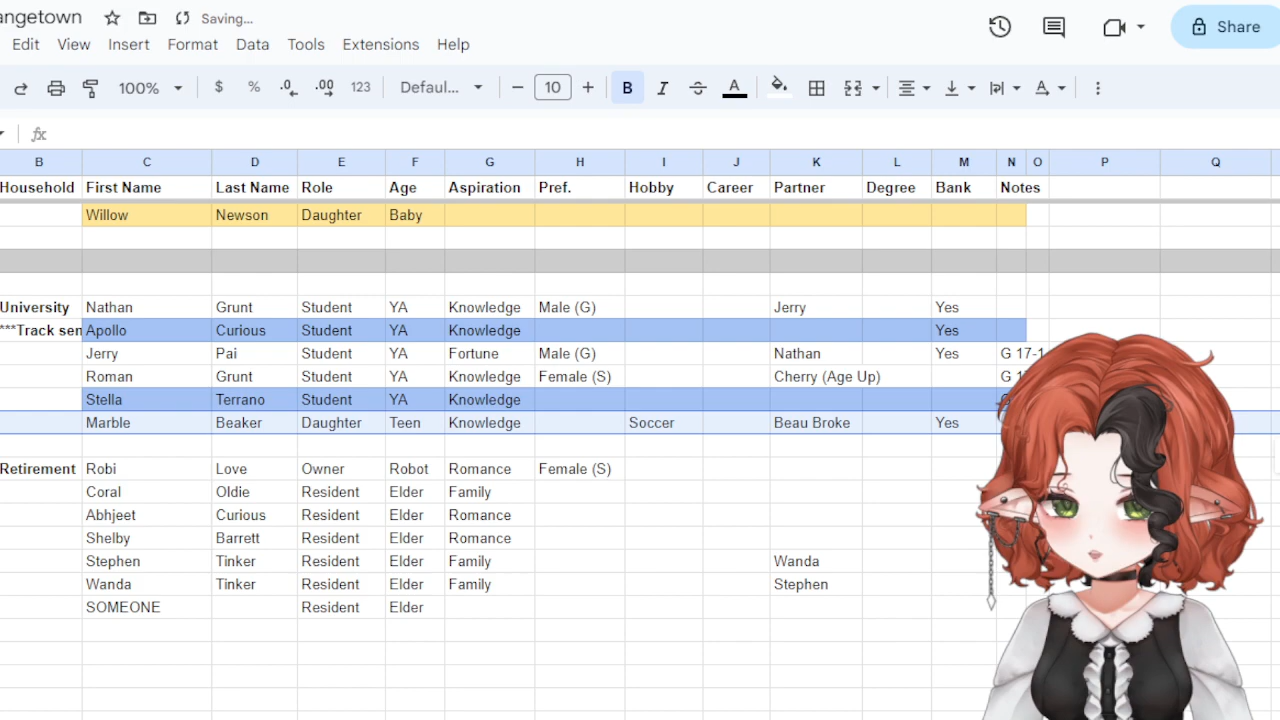 angetown Saving...
Edit View Insert Format Data Tools Extensions Help Share
100% $ % .0 .00 123 Defaul... − 10 + B I S A A
fx
B C D E F G H I J K L M N O P Q
Household First Name Last Name Role Age Aspiration Pref. Hobby Career Partner Degree Bank Notes
Willow Newson Daughter Baby
University Nathan Grunt Student YA Knowledge Male (G) Jerry Yes
***Track sen Apollo Curious Student YA Knowledge Yes
Jerry Pai Student YA Fortune Male (G) Nathan Yes G 17-1
Roman Grunt Student YA Knowledge Female (S) Cherry (Age Up) G
Stella Terrano Student YA Knowledge
Marble Beaker Daughter Teen Knowledge Soccer Beau Broke Yes
Retirement Robi Love Owner Robot Romance Female (S)
Coral Oldie Resident Elder Family
Abhjeet Curious Resident Elder Romance
Shelby Barrett Resident Elder Romance
Stephen Tinker Resident Elder Family Wanda
Wanda Tinker Resident Elder Family Stephen
SOMEONE Resident Elder